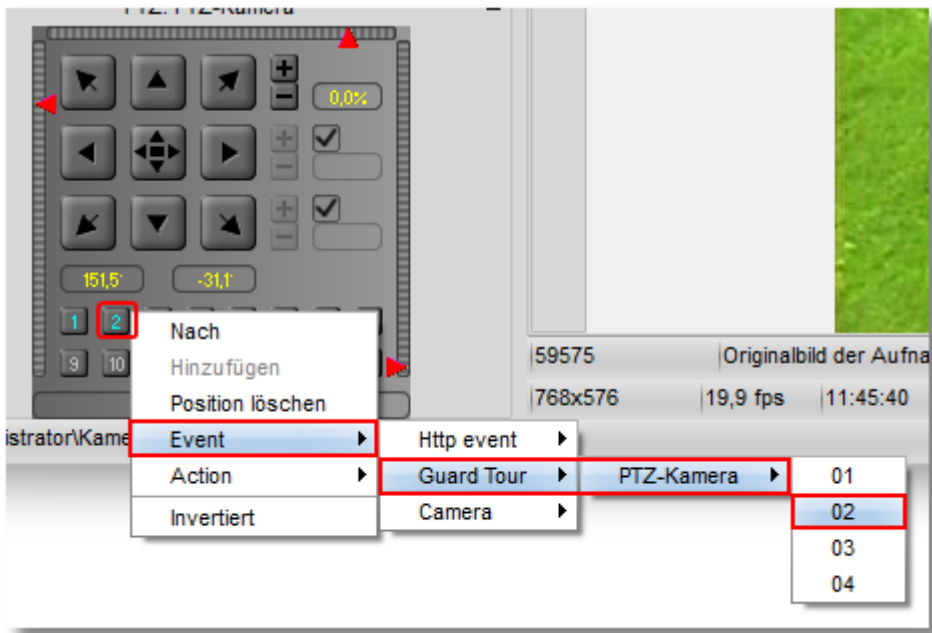 PTZ: PTZ-Kamera
0,0%
151,5° -31,1°
1 2
9 10
Nach
Hinzufügen
Position löschen
Event
Action
Invertiert
Http event
Guard Tour
Camera
PTZ-Kamera
01
02
03
04
59575 Originalbild der Aufna
768x576 19,9 fps 11:45:40
istrator\Kame